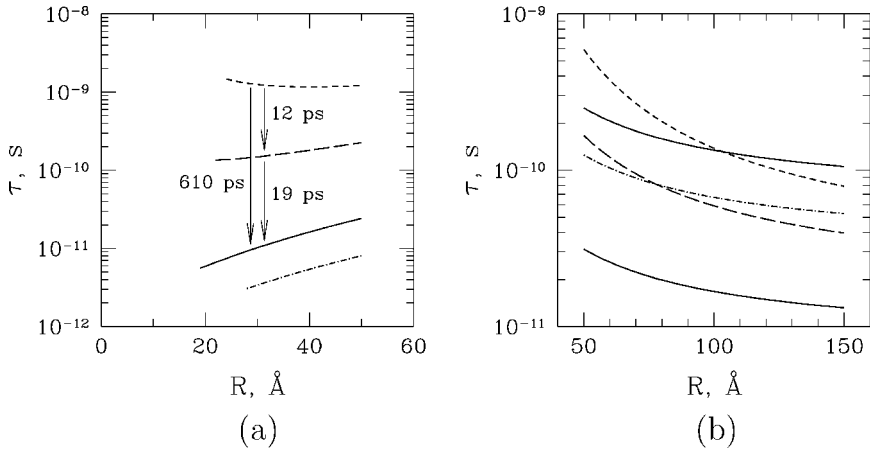 10⁻⁸
10⁻⁹
10⁻¹⁰
10⁻¹¹
10⁻¹²
τ, s
12 ps
610 ps
19 ps
0 20 40 60
R, Å
(a)
10⁻⁹
10⁻¹⁰
10⁻¹¹
τ, s
50 100 150
R, Å
(b)